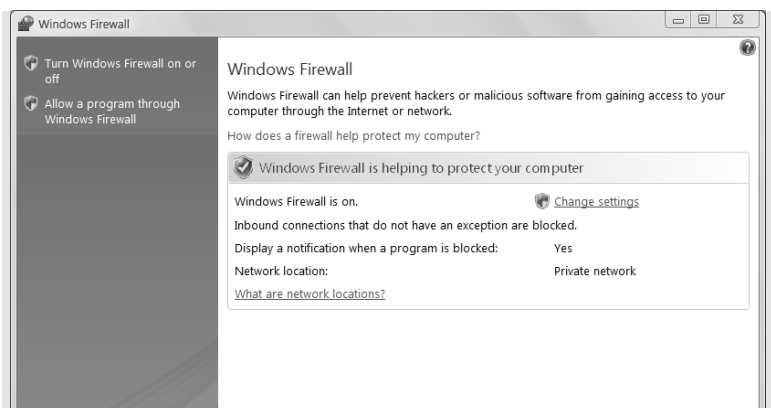 Windows Firewall
Turn Windows Firewall on or
off
Allow a program through
Windows Firewall
Windows Firewall
Windows Firewall can help prevent hackers or malicious software from gaining access to your
computer through the Internet or network.
How does a firewall help protect my computer?
Windows Firewall is helping to protect your computer
Windows Firewall is on.
Change settings
Inbound connections that do not have an exception are blocked.
Display a notification when a program is blocked: Yes
Network location: Private network
What are network locations?